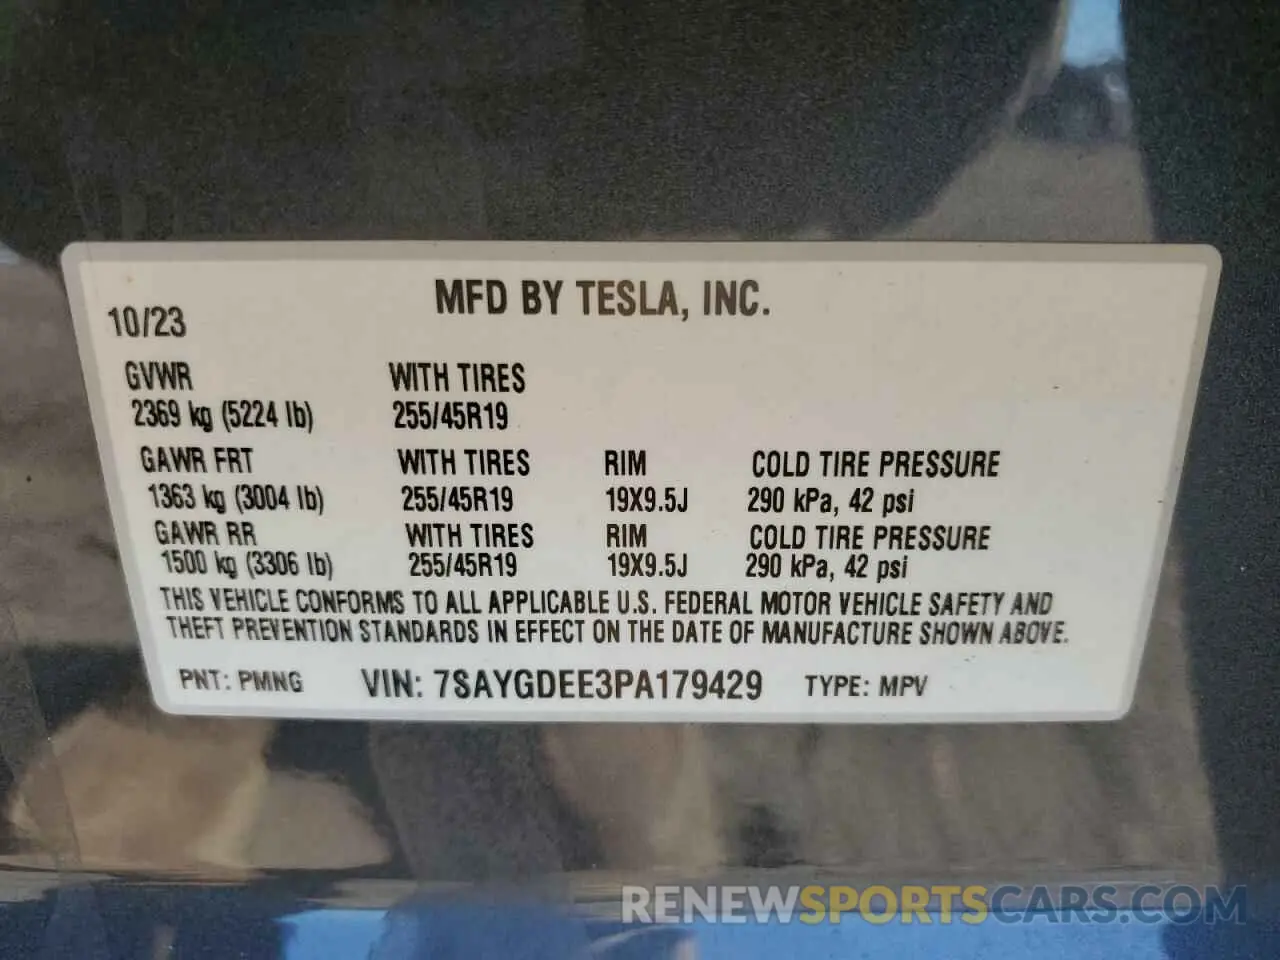 MFD BY TESLA, INC.
10/23
GVWR WITH TIRES
2369 kg (5224 lb) 255/45R19
GAWR FRT WITH TIRES RIM COLD TIRE PRESSURE
1363 kg (3004 lb) 255/45R19 19X9.5J 290 kPa, 42 psi
GAWR RR WITH TIRES RIM COLD TIRE PRESSURE
1500 kg (3306 lb) 255/45R19 19X9.5J 290 kPa, 42 psi
THIS VEHICLE CONFORMS TO ALL APPLICABLE U.S. FEDERAL MOTOR VEHICLE SAFETY AND
THEFT PREVENTION STANDARDS IN EFFECT ON THE DATE OF MANUFACTURE SHOWN ABOVE.
PNT: PMNG VIN: 7SAYGDEE3PA179429 TYPE: MPV
RENEWSPORTSCARS.COM